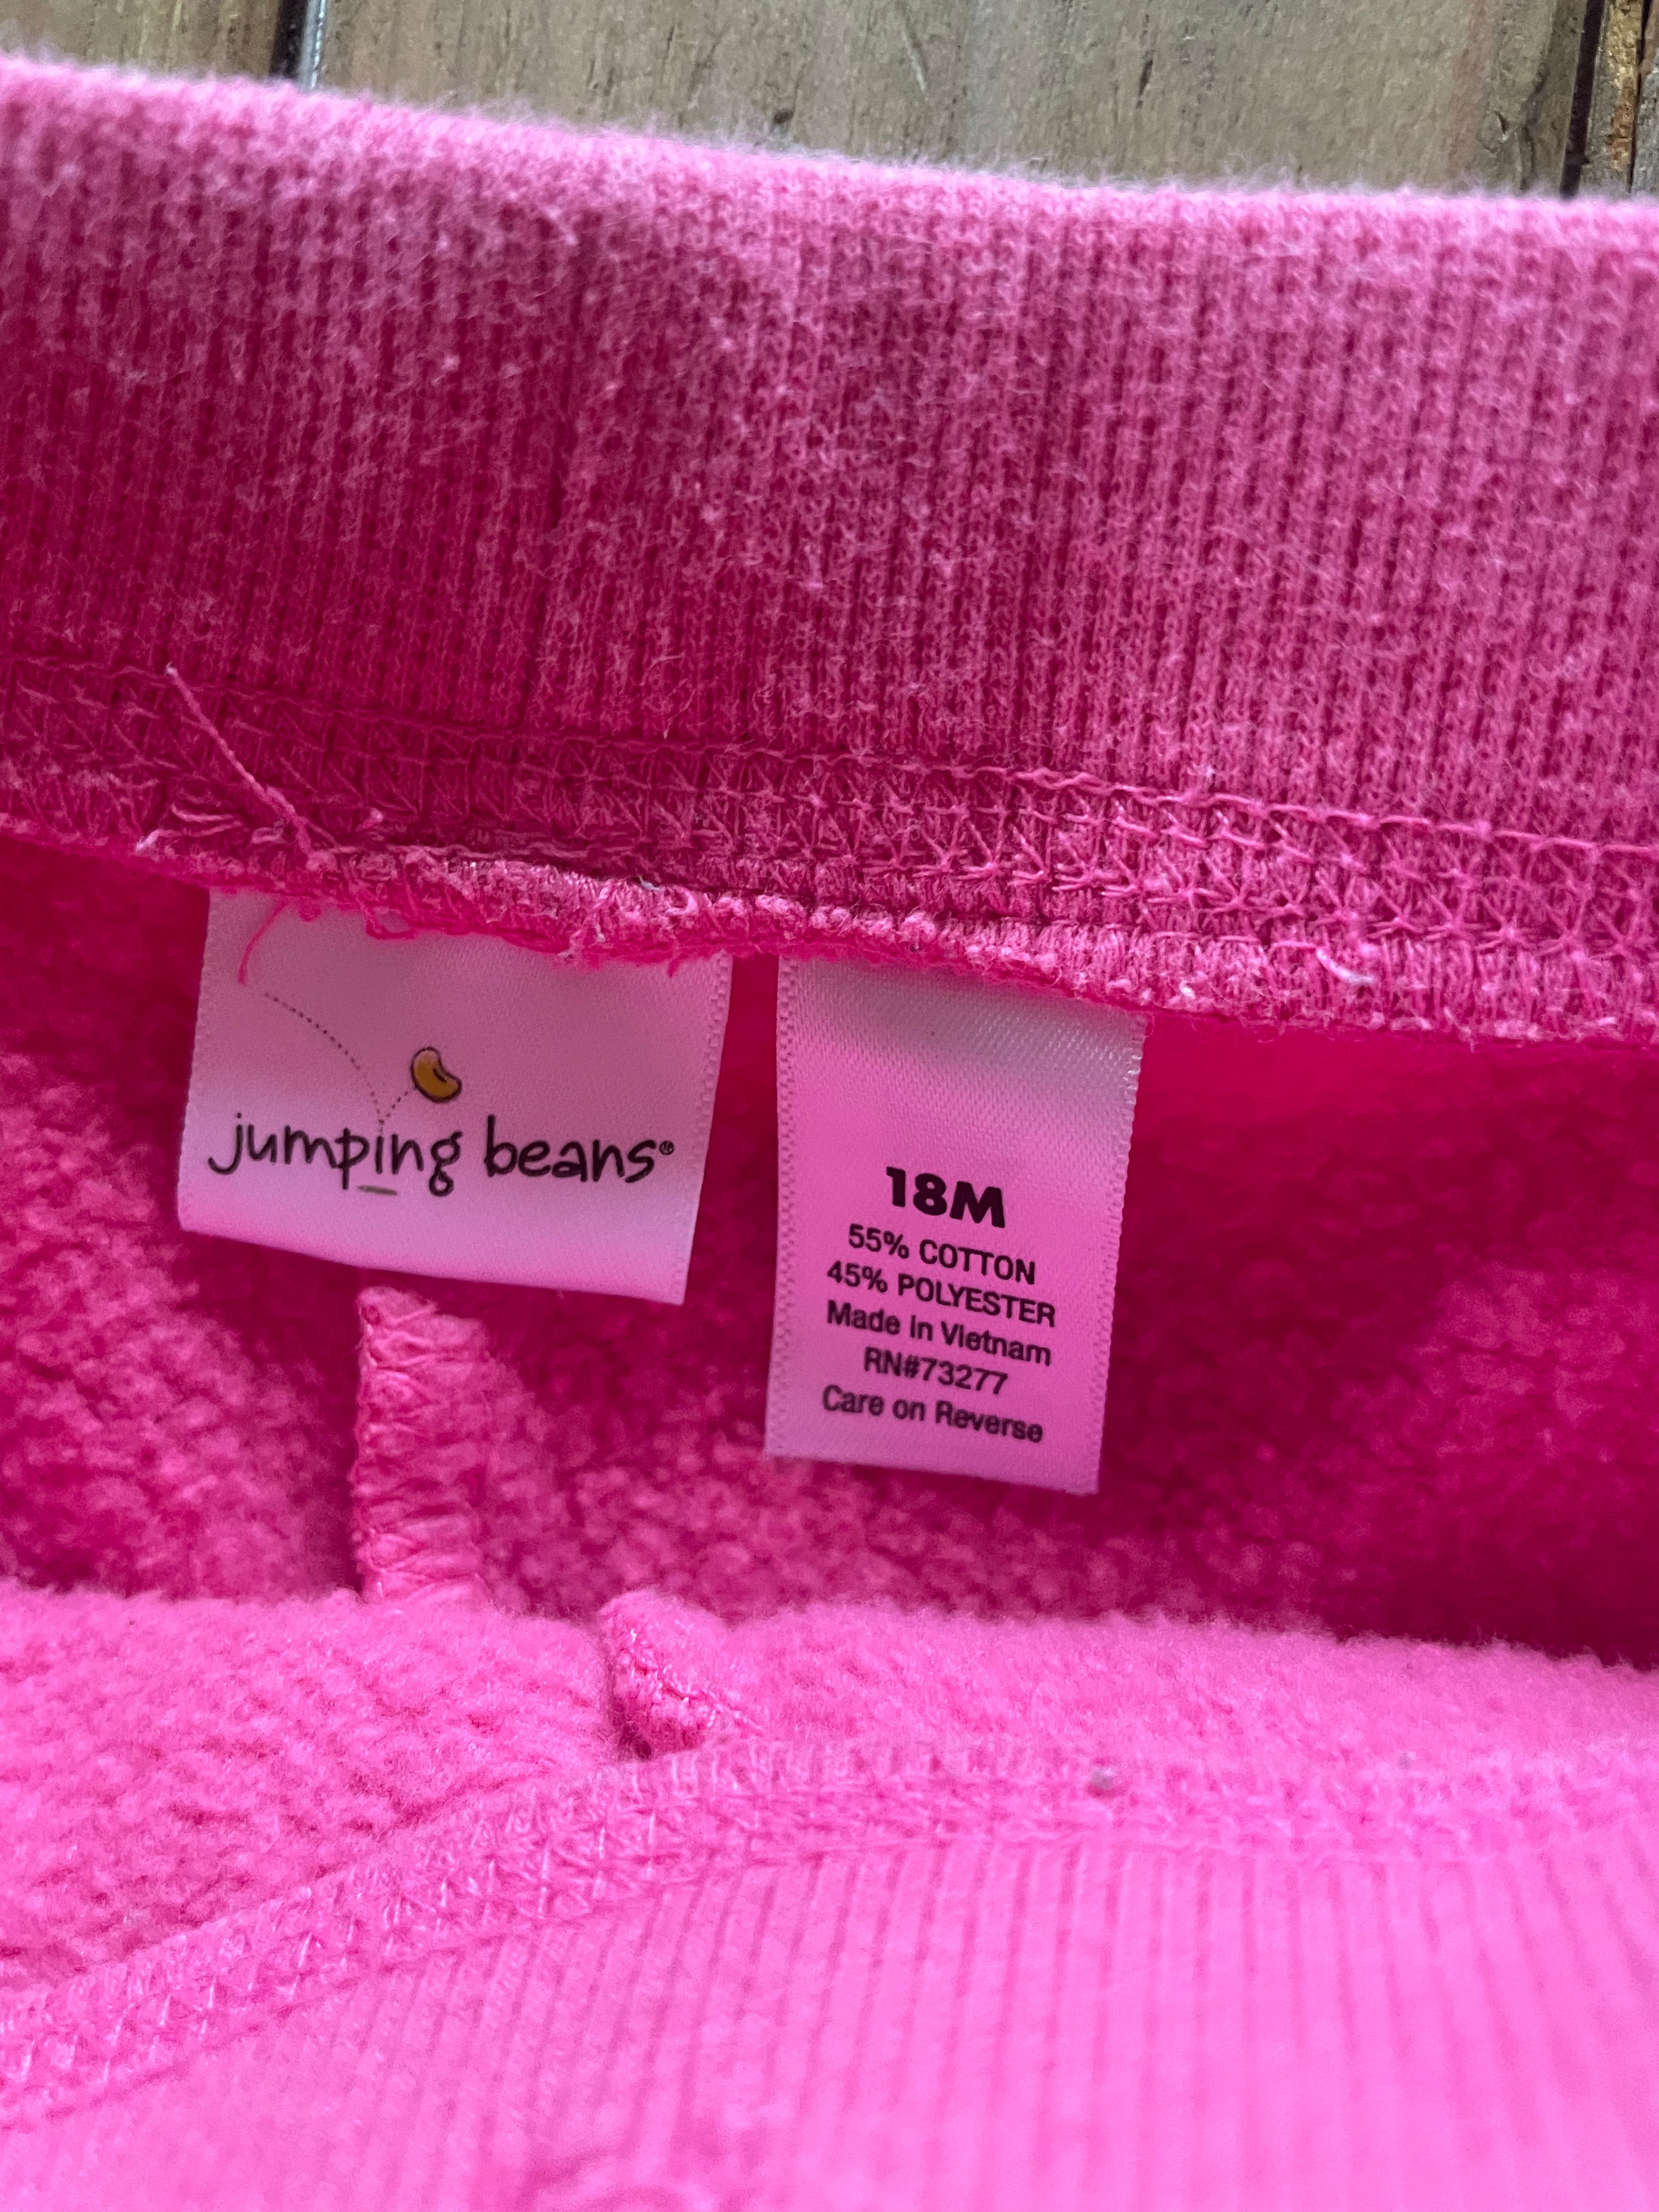 jumping beans®
18M
55% COTTON
45% POLYESTER
Made in Vietnam
RN#73277
Care on Reverse